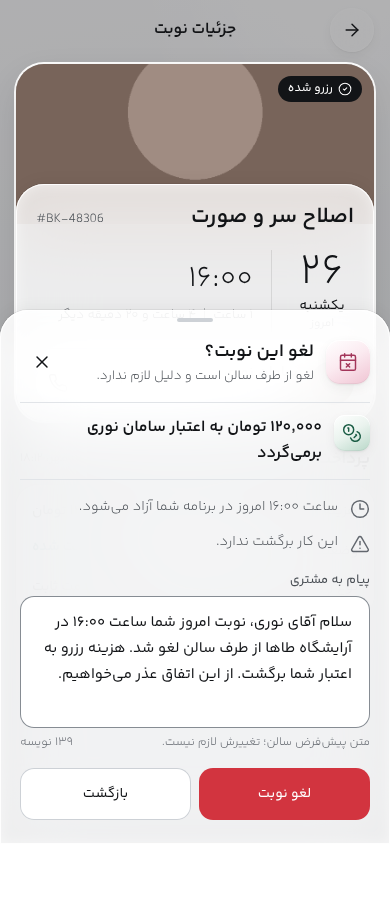 جزئیات نوبت
رزرو شده
اصلاح سر و صورت
#BK-48306
۲۶
یکشنبه
امروز
۱۶:۰۰
لغو این نوبت؟
لغو از طرف سالن است و دلیل لازم ندارد.
۱۲۰,۰۰۰ تومان به اعتبار سامان نوری
برمی‌گردد
ساعت ۱۶:۰۰ امروز در برنامه شما آزاد می‌شود.
این کار برگشت ندارد.
پیام به مشتری
سلام آقای نوری، نوبت امروز شما ساعت ۱۶:۰۰ در
آرایشگاه طاها از طرف سالن لغو شد. هزینه رزرو به
اعتبار شما برگشت. از این اتفاق عذر می‌خواهیم.
متن پیش‌فرض سالن؛ تغییرش لازم نیست.
۱۳۹ نویسه
لغو نوبت
بازگشت